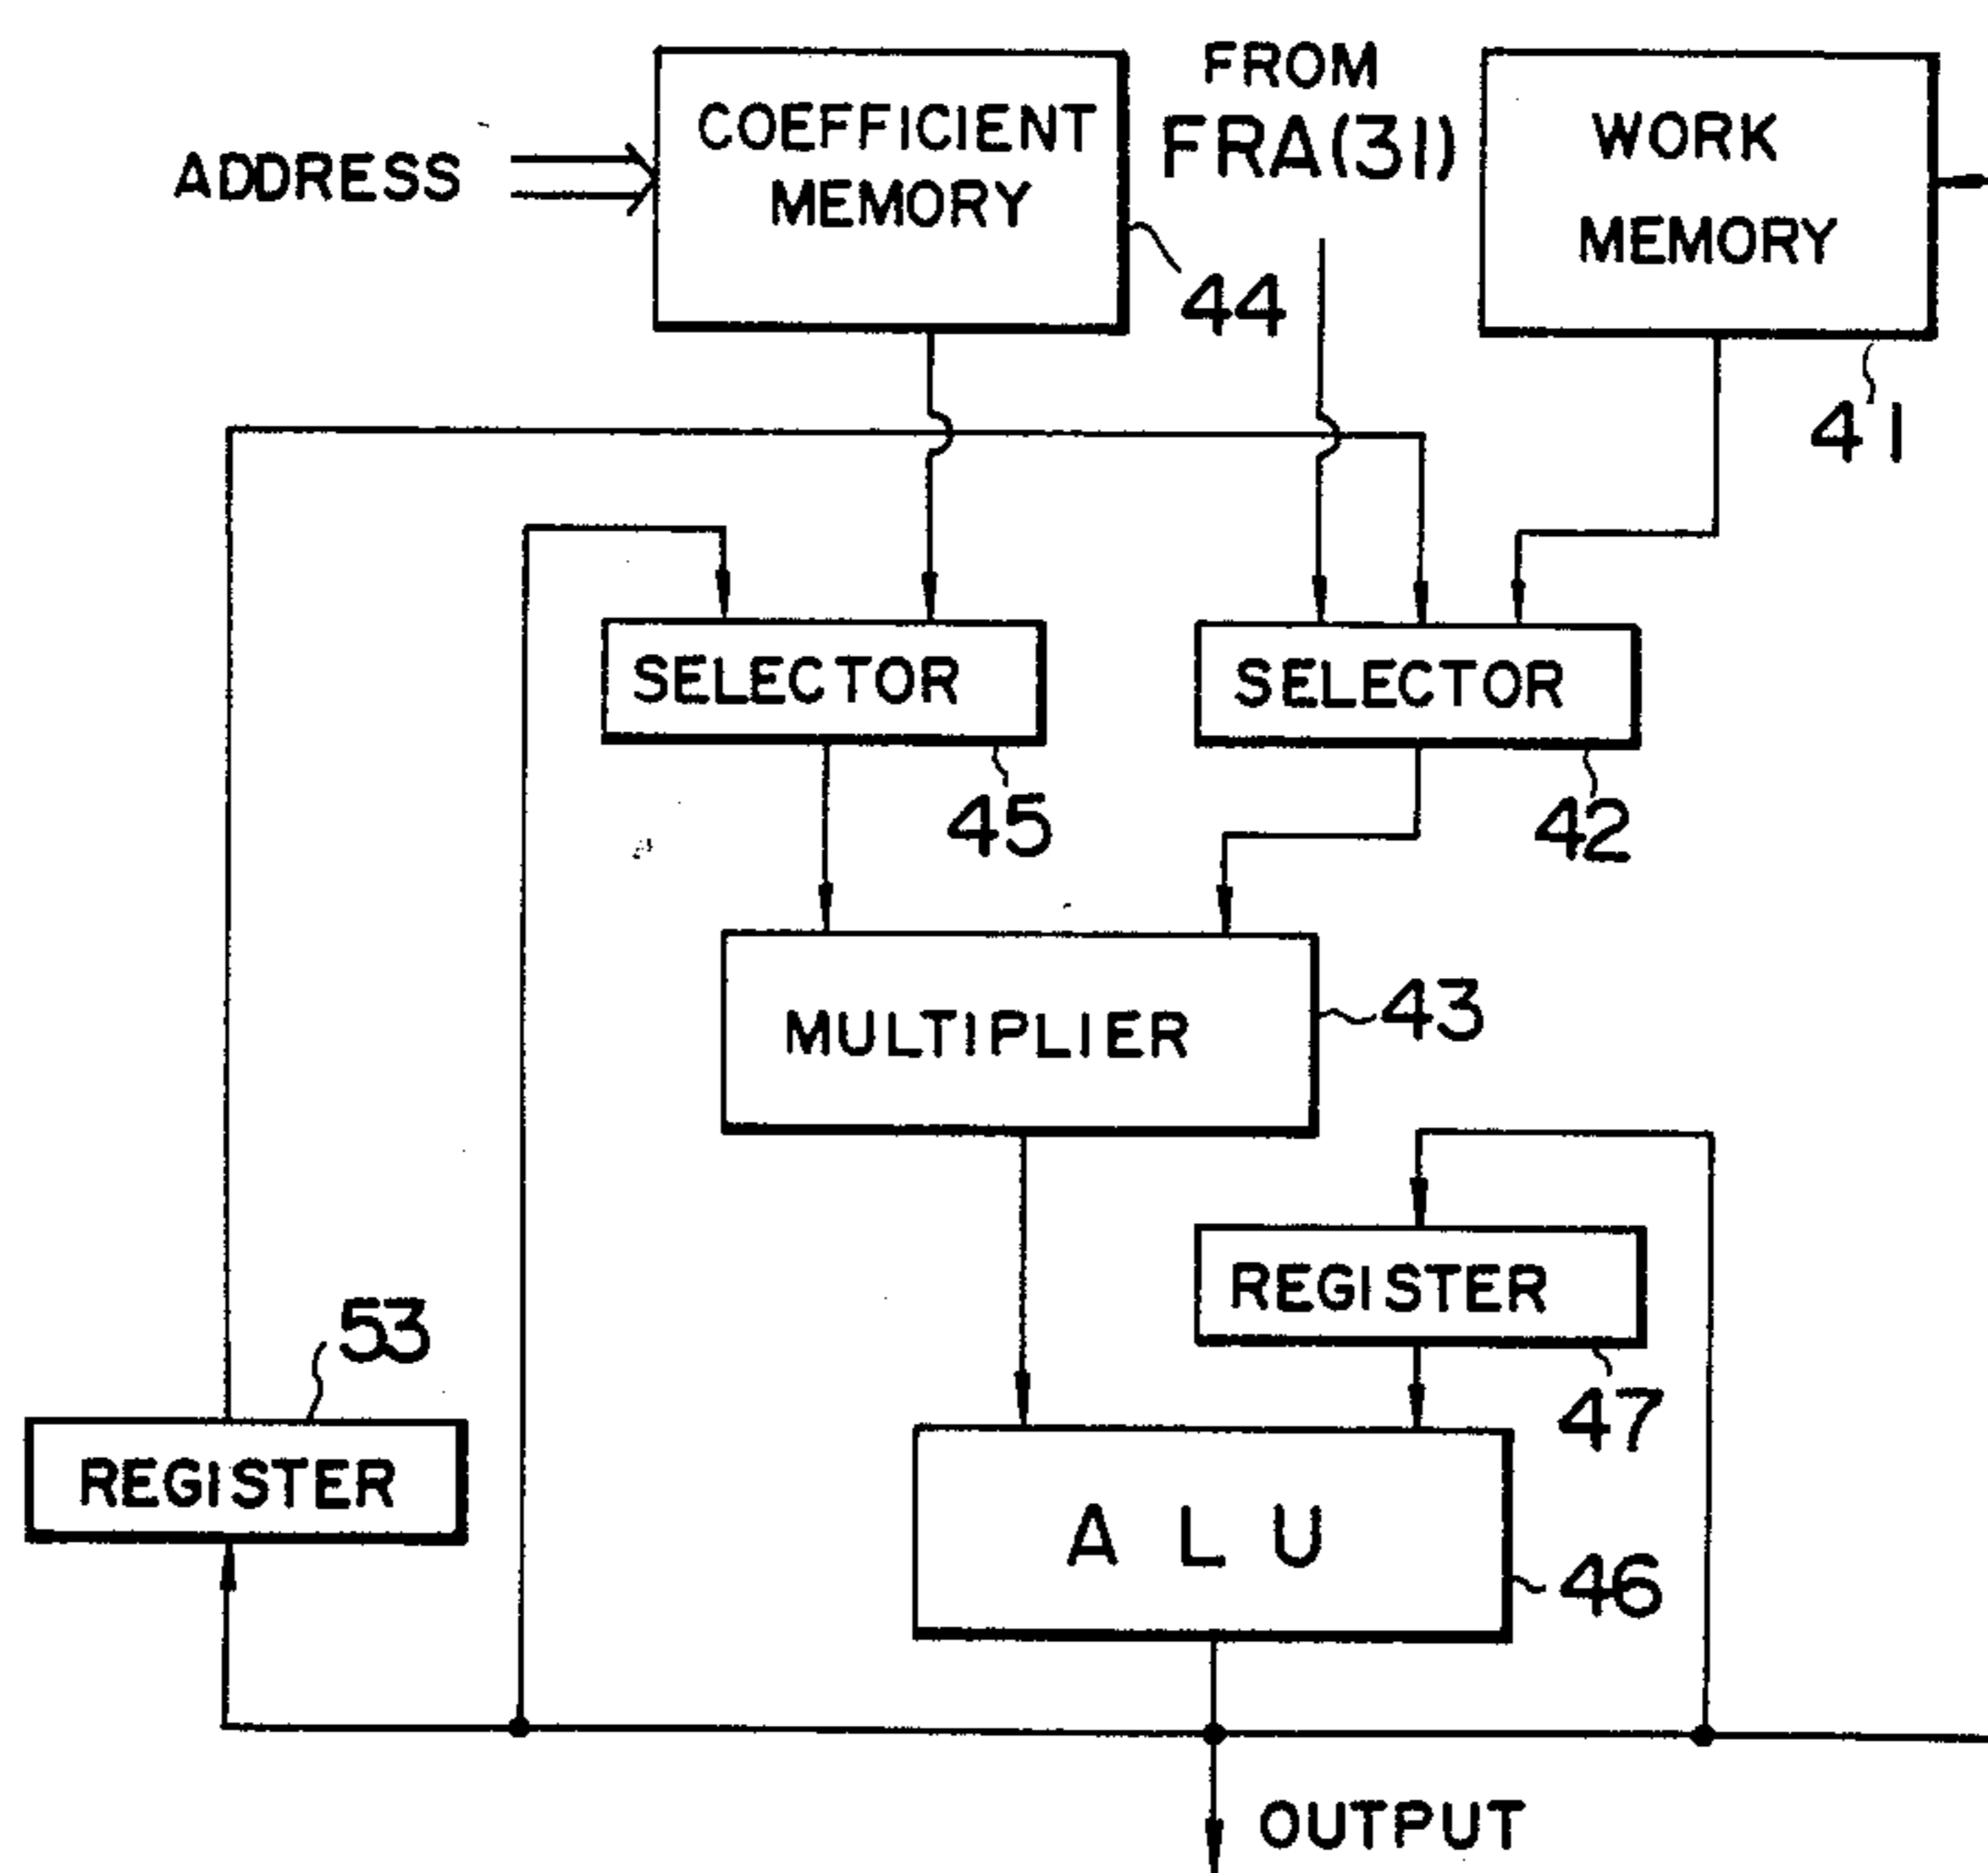 FROM
COEFFICIENT
MEMORY
FRA(31)
WORK
MEMORY
ADDRESS
44
41
SELECTOR
SELECTOR
45
42
MULTIPLIER
43
REGISTER
53
47
REGISTER
ALU
46
OUTPUT